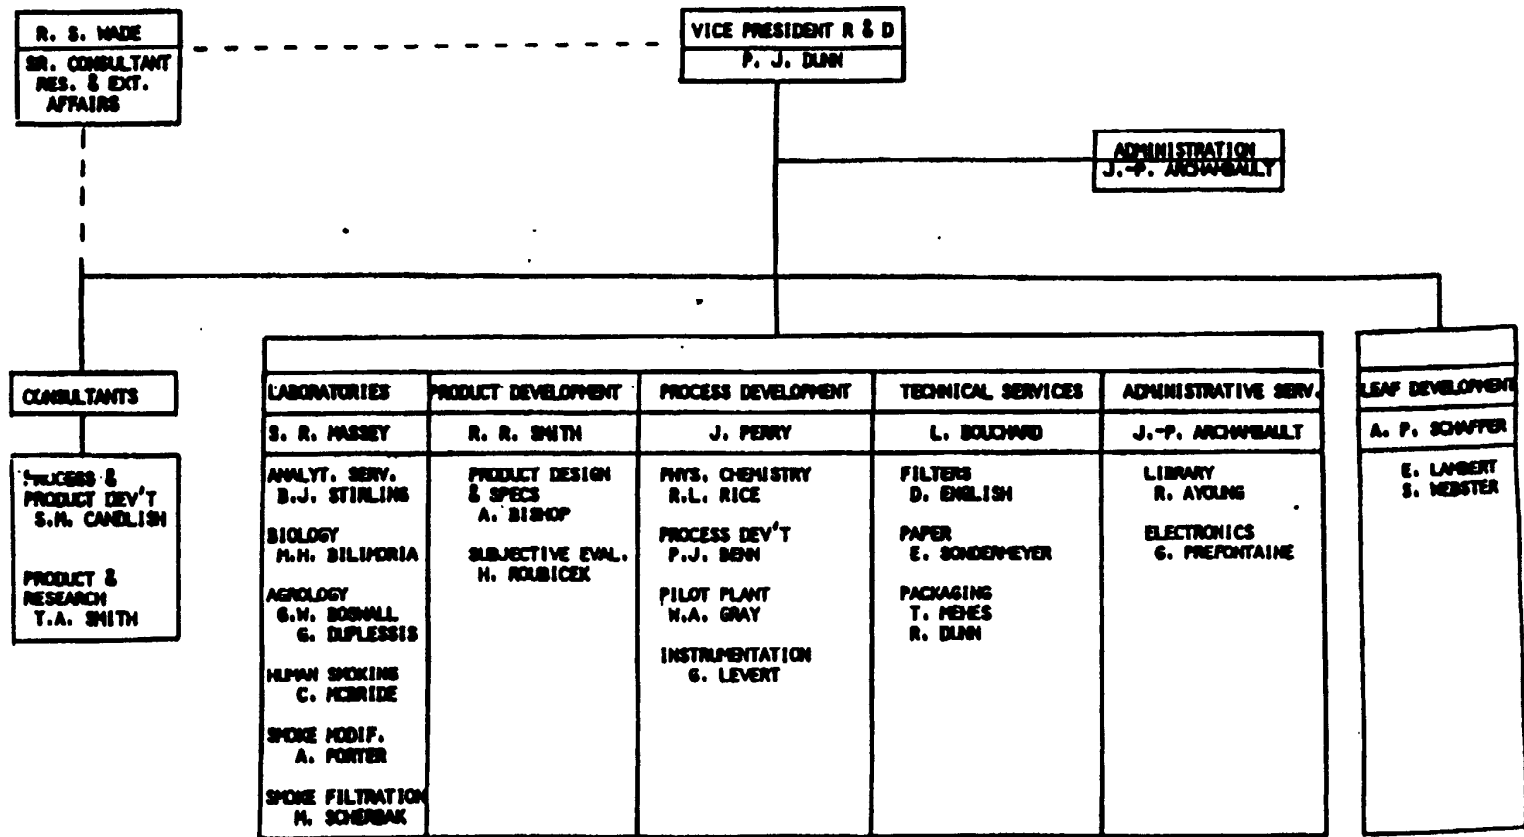 R. S. WADE
SR. CONSULTANT
RES. & EXT.
AFFAIRS
VICE PRESIDENT R & D
P. J. DUNN
ADMINISTRATION
J.-P. ARCHAMBAULT
CONSULTANTS
PROCESS &
PRODUCT DEV'T
S.M. CANDLISH
PRODUCT &
RESEARCH
T.A. SMITH
LABORATORIES
S. R. MASSEY
ANALYT. SERV.
B.J. STIRLING
BIOLOGY
M.H. BILIMORIA
AGROLOGY
G.W. BOSWALL
G. DUPLESSIS
HUMAN SMOKING
C. MCBRIDE
SMOKE MODIF.
A. PORTER
SMOKE FILTRATION
M. SCHERBAK
PRODUCT DEVELOPMENT
R. R. SMITH
PRODUCT DESIGN
& SPECS
A. BISHOP
SUBJECTIVE EVAL.
H. ROUBICEK
PROCESS DEVELOPMENT
J. PERRY
PHYS. CHEMISTRY
R.L. RICE
PROCESS DEV'T
P.J. BENN
PILOT PLANT
W.A. GRAY
INSTRUMENTATION
G. LEVERT
TECHNICAL SERVICES
L. BOUCHARD
FILTERS
D. ENGLISH
PAPER
E. SONDERMEYER
PACKAGING
T. MEHES
R. DUNN
ADMINISTRATIVE SERV.
J.-P. ARCHAMBAULT
LIBRARY
R. AYOUNG
ELECTRONICS
G. PREFONTAINE
LEAF DEVELOPMENT
A. P. SCHAFFER
E. LAMBERT
S. WEBSTER